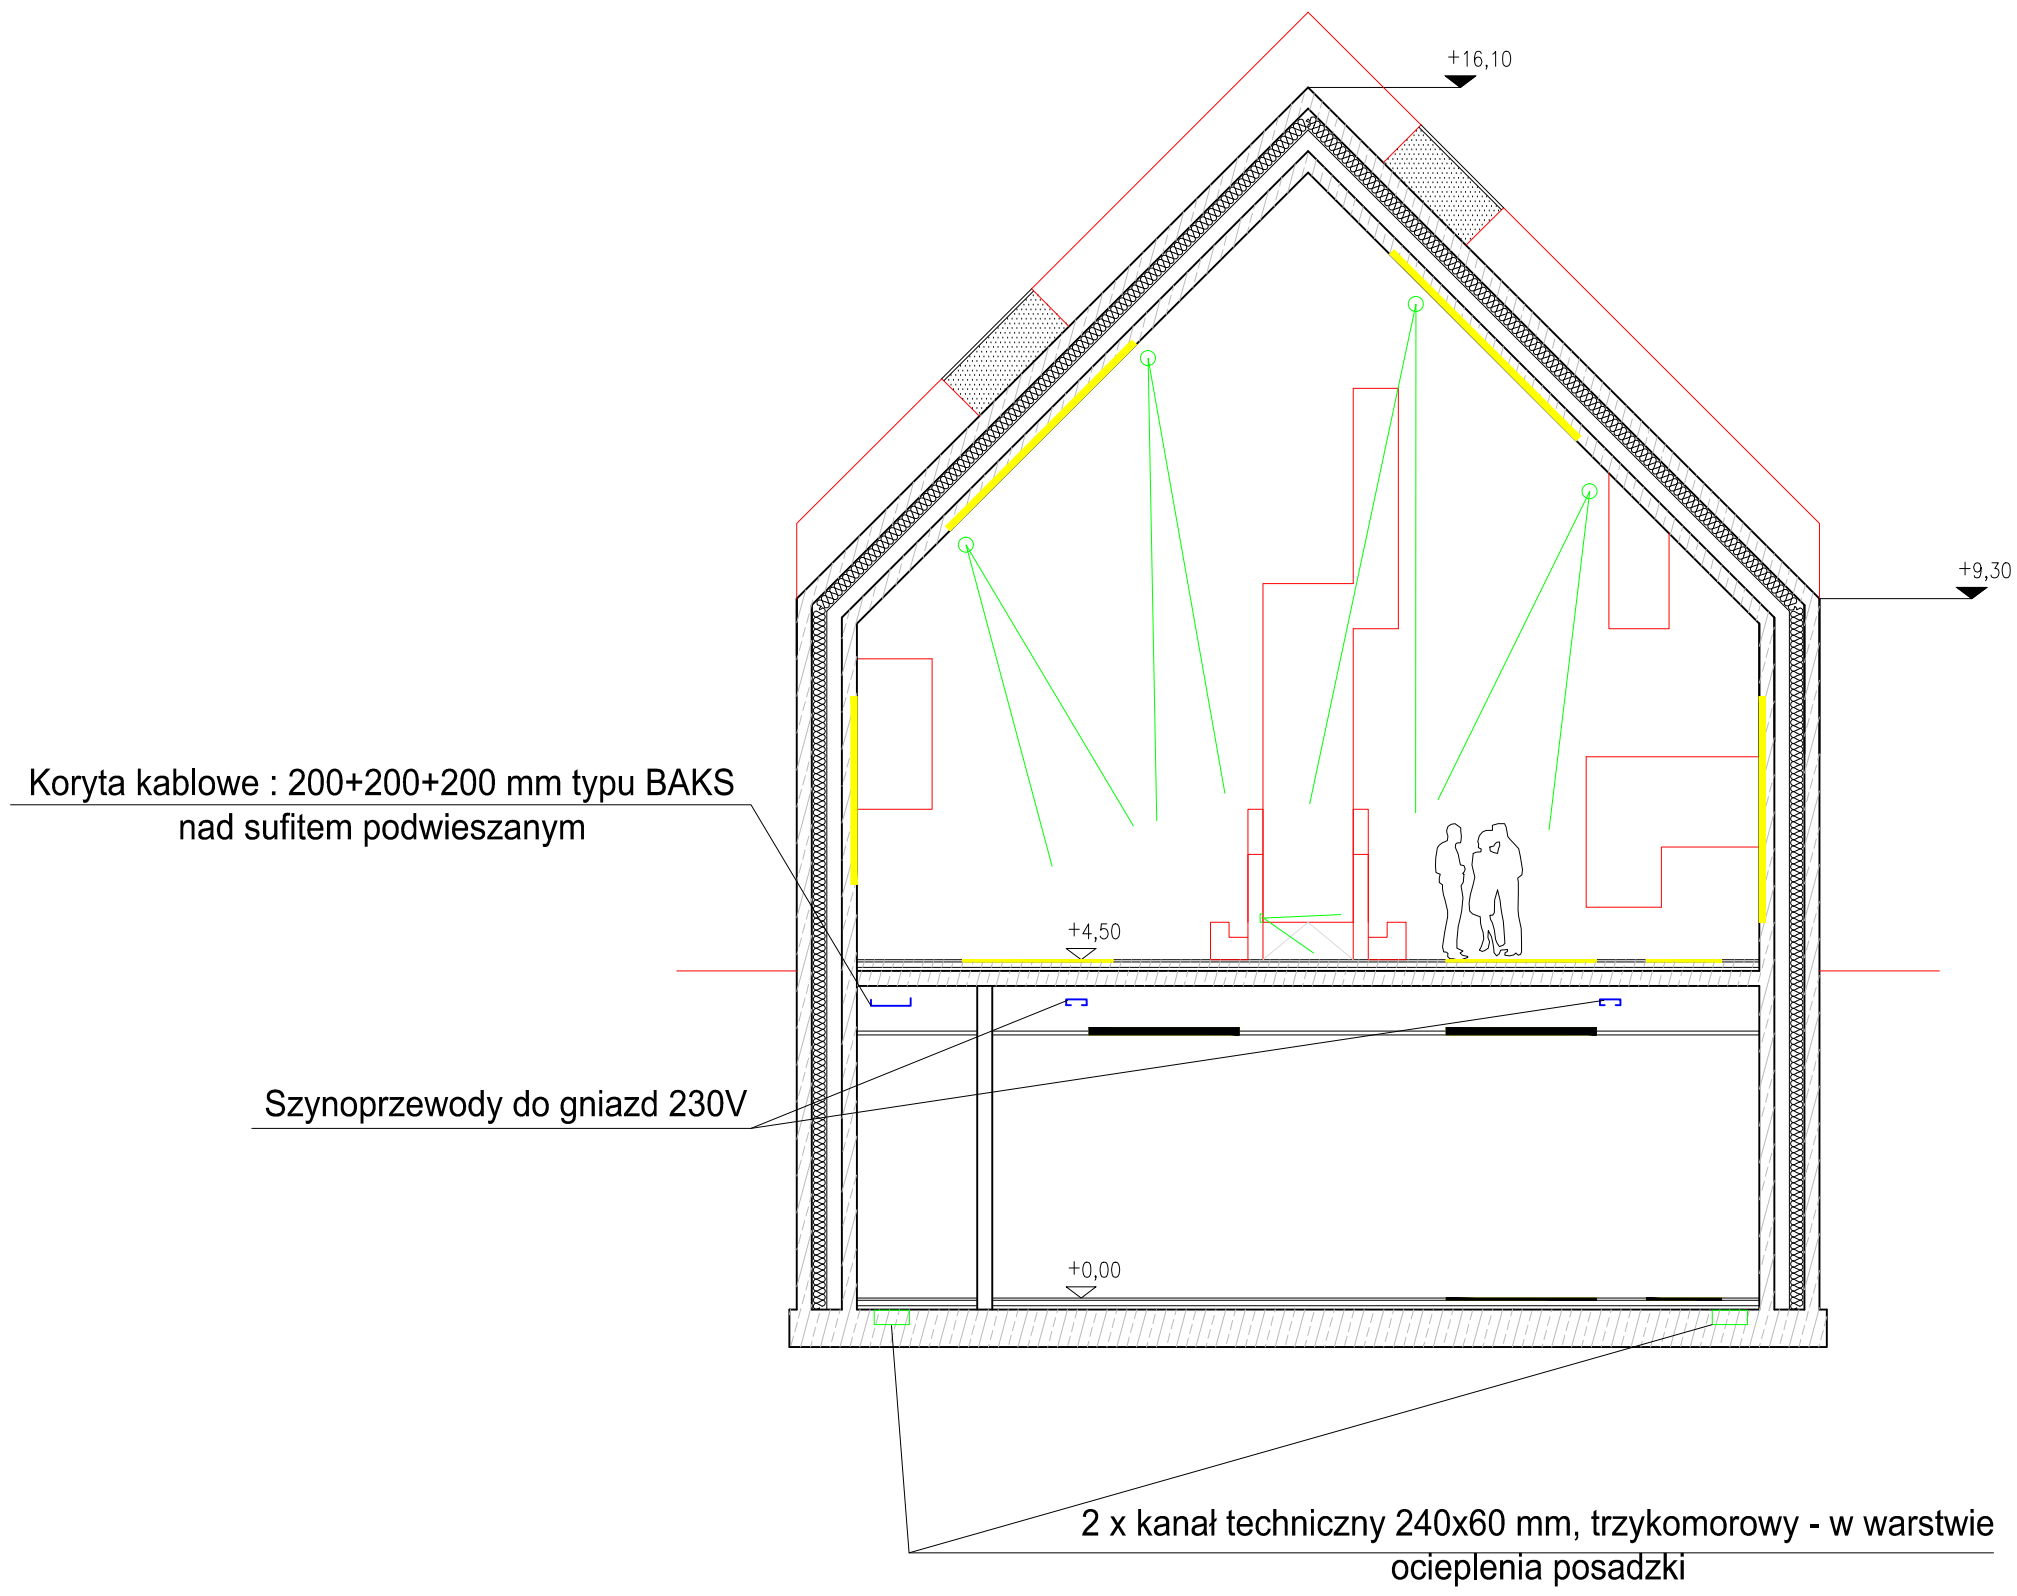 +16,10
+9,30
Koryta kablowe : 200+200+200 mm typu BAKS
nad sufitem podwieszanym
+4,50
Szynoprzewody do gniazd 230V
+0,00
2 x kanał techniczny 240x60 mm, trzykomorowy - w warstwie
ocieplenia posadzki